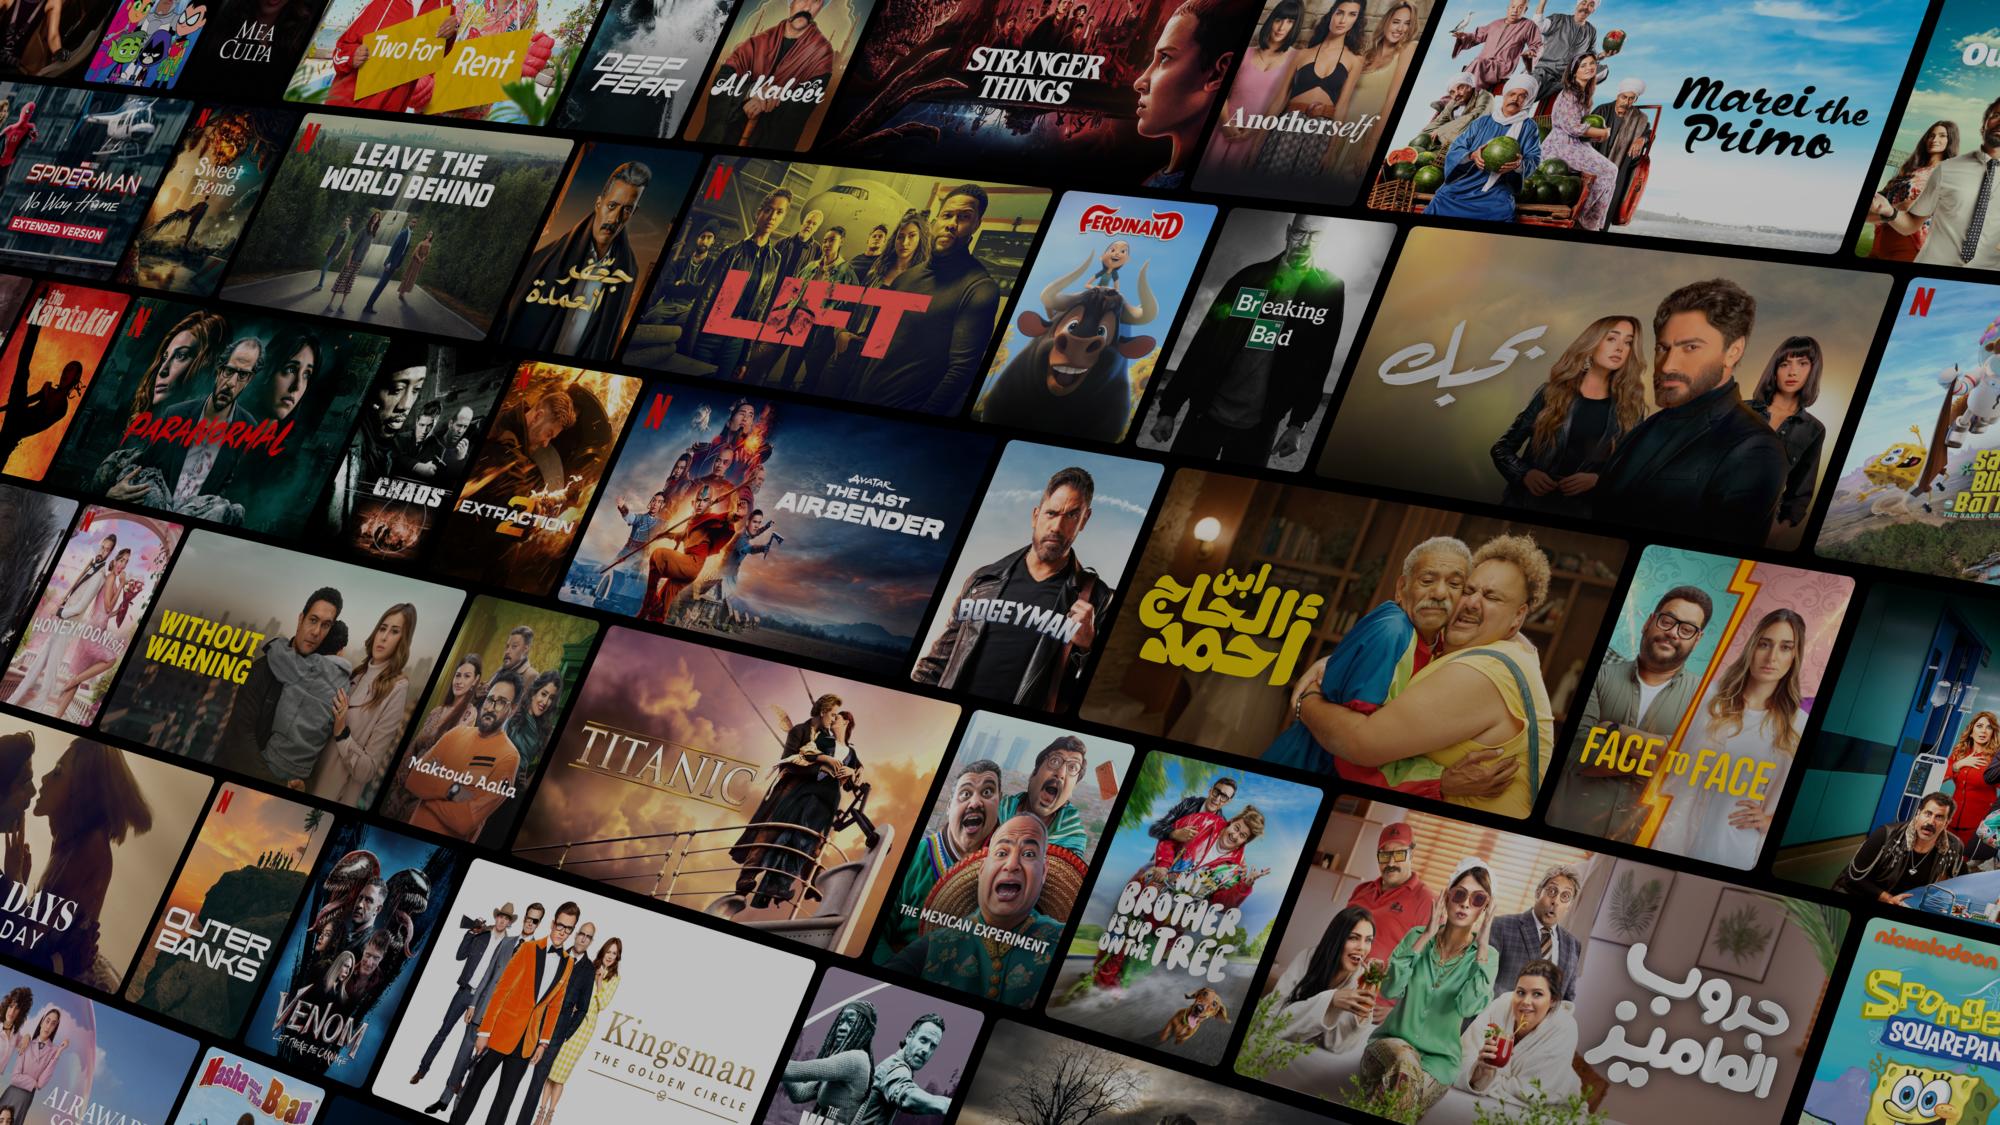 MEA
CULPA
Two For Rent
DEEP
FEAR
Al Kabeer
STRANGER
THINGS
Anotherself
Marei the
Primo
SPIDER-MAN
No Way Home
EXTENDED VERSION
N
Sweet
Home
N
LEAVE THE
WORLD BEHIND
جعفر
العمدة
N
LIFT
FERDINAND
Breaking
Bad
بحبك
N
the
Karate Kid
N
PARANORMAL
CHAOS
N
EXTRACTION
2
N
AVATAR
THE LAST
AIRBENDER
BOGEYMAN
ابن
الحاج
أحمد
FACE TO FACE
N
HONEYMOONish
WITHOUT
WARNING
Maktoub Aalia
TITANIC
THE MEXICAN EXPERIMENT
MY
BROTHER
IS UP
ON THE TREE
جروب
الماميز
DAYS
DAY
N
OUTER
BANKS
VENOM
LET THERE BE CARNAGE
Kingsman
THE GOLDEN CIRCLE
THE
nickelodeon
Sponge
SQUAREPAN
ALRAWA
Masha and the Bear